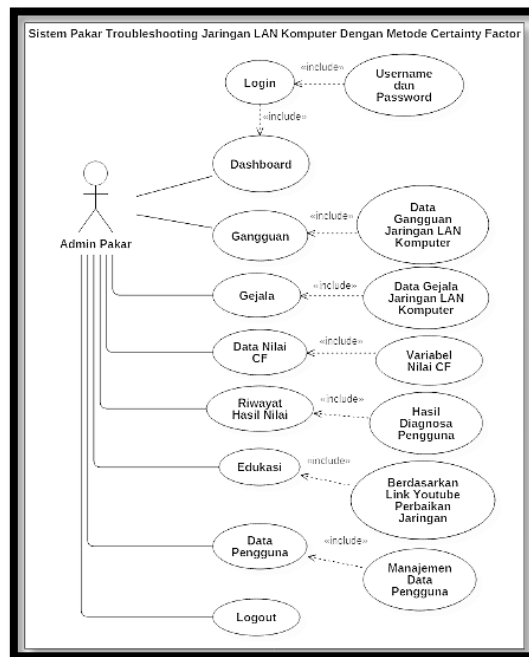 Sistem Pakar Troubleshooting Jaringan LAN Komputer Dengan Metode Certainty Factor
Login
«include»
Username
dan
Password
«include»
Dashboard
Admin Pakar
Gangguan
«include»
Data
Gangguan
Jaringan LAN
Komputer
Gejala
«include»
Data Gejala
Jaringan LAN
Komputer
Data Nilai
CF
«include»
Variabel
Nilai CF
Riwayat
Hasil Nilai
«include»
Hasil
Diagnosa
Pengguna
Edukasi
«include»
Berdasarkan
Link Youtube
Perbaikan
Jaringan
Data
Pengguna
«include»
Manajemen
Data
Pengguna
Logout